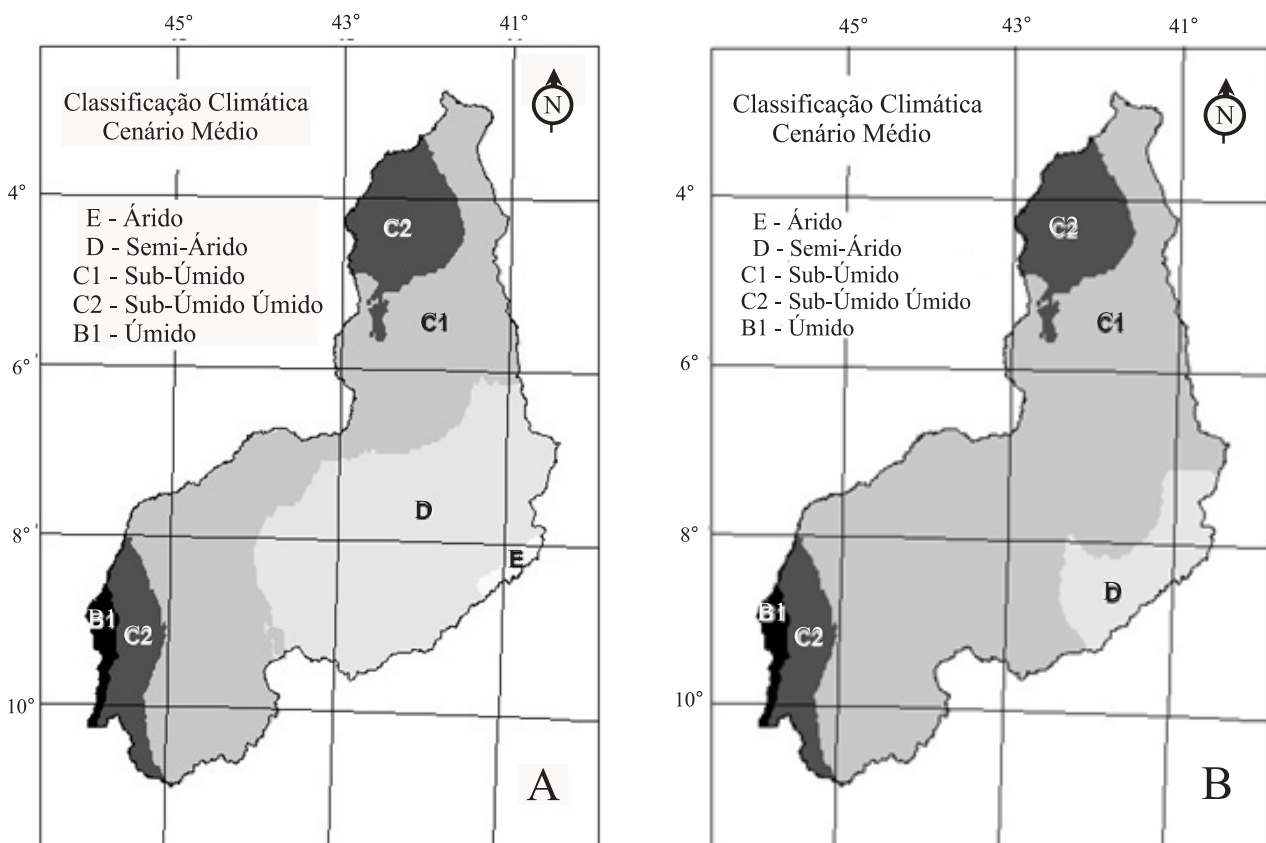 45° 43° 41°
Classificação Climática
Cenário Médio
N
4°
E - Árido
D - Semi-Árido
C1 - Sub-Úmido
C2 - Sub-Úmido Úmido
B1 - Úmido
C2
C1
6°
D
8°
E
B1
C2
10°
A
45° 43° 41°
Classificação Climática
Cenário Médio
N
4°
E - Árido
D - Semi-Árido
C1 - Sub-Úmido
C2 - Sub-Úmido Úmido
B1 - Úmido
C2
C1
6°
8°
D
B1
C2
10°
B